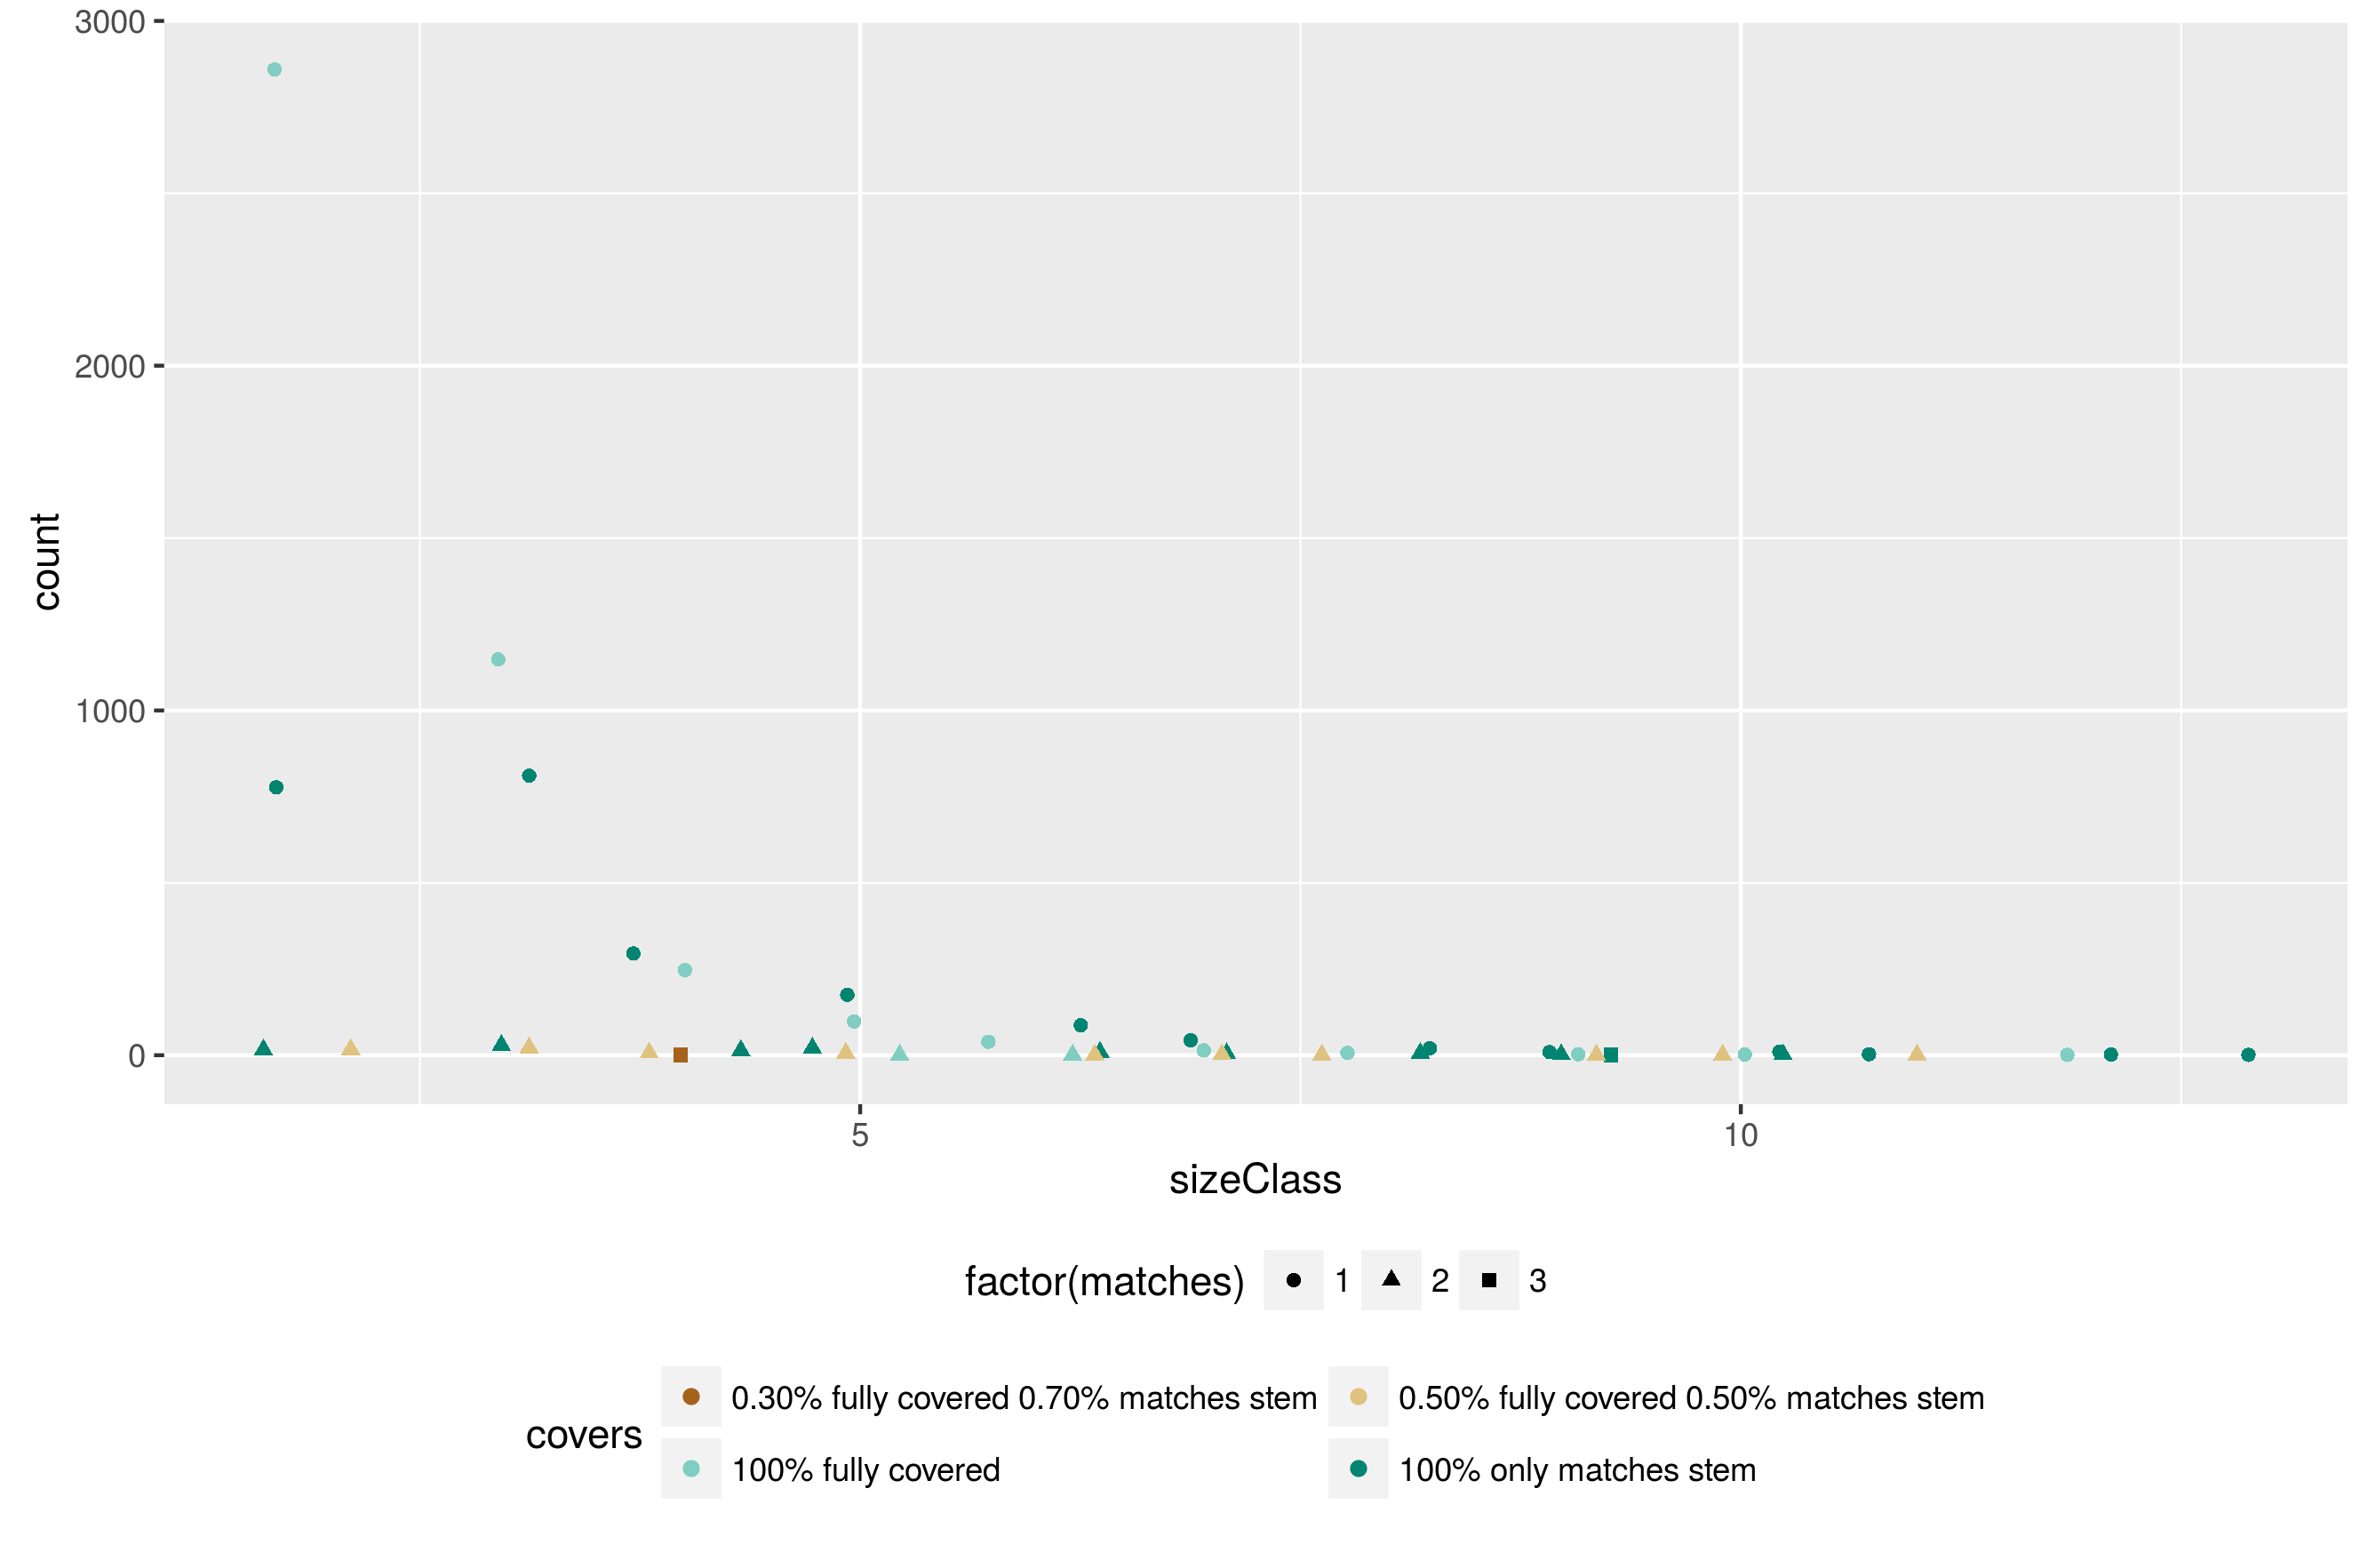 3000
2000
1000
0
count
5 10
sizeClass
factor(matches) 1 2 3
covers
0.30% fully covered 0.70% matches stem 0.50% fully covered 0.50% matches stem
100% fully covered 100% only matches stem